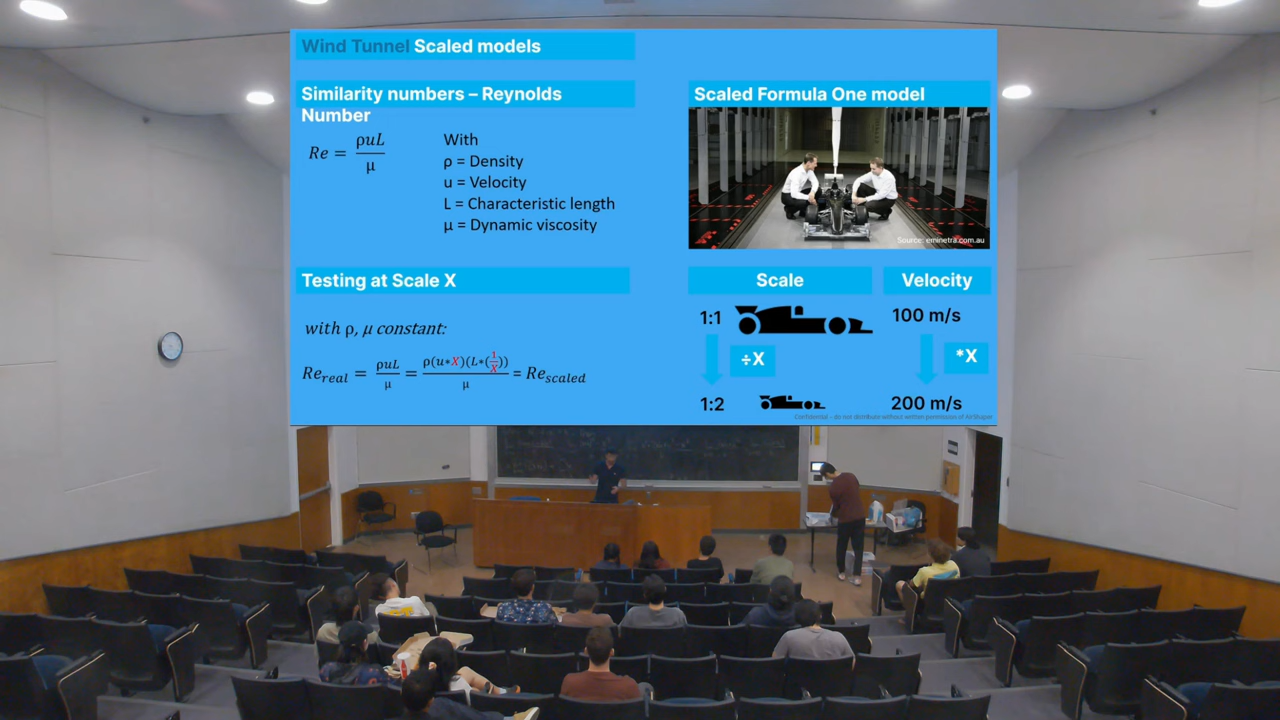 Wind Tunnel Scaled models
Similarity numbers – Reynolds
Number
Re = ρuL / μ
With
ρ = Density
u = Velocity
L = Characteristic length
μ = Dynamic viscosity
Scaled Formula One model
Source: eminetra.com.au
Testing at Scale X
with ρ, μ constant:
Re_real = ρuL / μ = ρ(u*X)(L*(1/X)) / μ = Re_scaled
Scale
Velocity
1:1
100 m/s
÷X
*X
1:2
200 m/s
Confidential - do not distribute without written permission of AirShaper